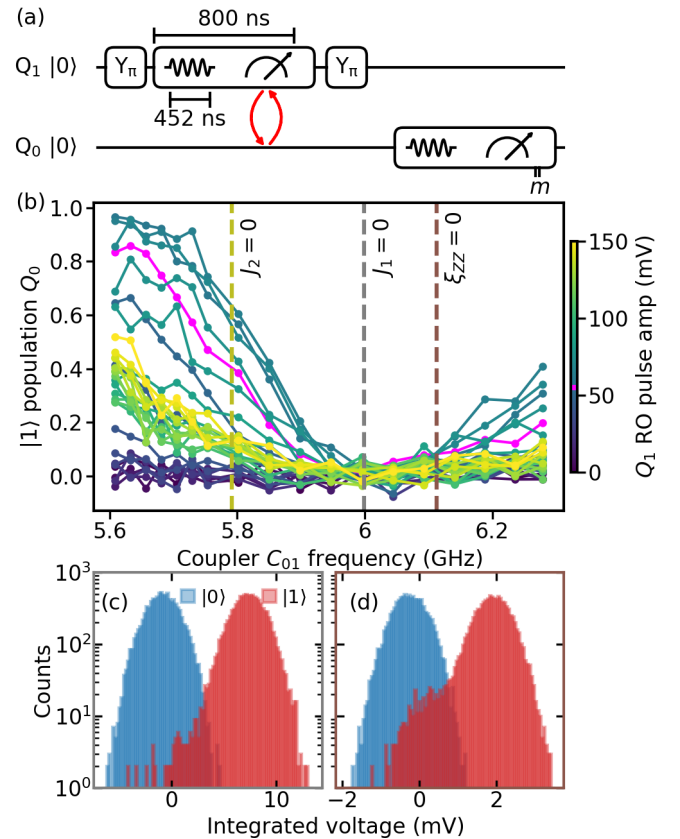 (a)
800 ns
Q₁ |0⟩
Yπ
Yπ
452 ns
Q₀ |0⟩
m
(b)
|1⟩ population Q₀
1.0
0.8
0.6
0.4
0.2
0.0
J₂ = 0
J₁ = 0
ξ_ZZ = 0
5.6
5.8
6
6.2
Coupler C₀₁ frequency (GHz)
150
100
50
0
Q₁ RO pulse amp (mV)
(c)
|0⟩
|1⟩
(d)
Counts
10³
10²
10¹
10⁰
0
10
−2
0
2
Integrated voltage (mV)